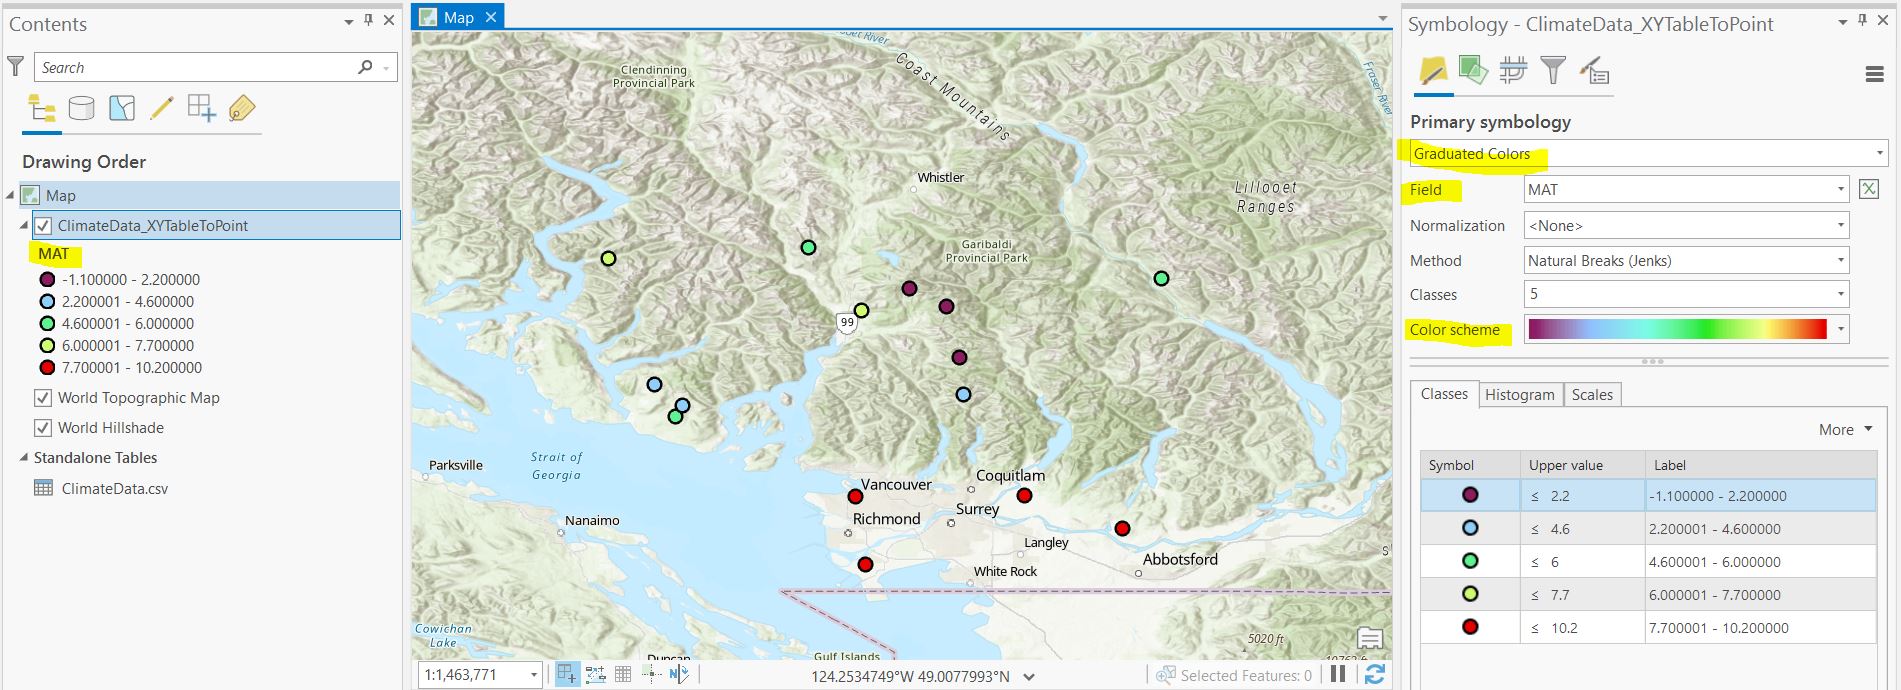 Contents
Search
Drawing Order
Map
ClimateData_XYTableToPoint
MAT
-1.100000 - 2.200000
2.200001 - 4.600000
4.600001 - 6.000000
6.000001 - 7.700000
7.700001 - 10.200000
World Topographic Map
World Hillshade
Standalone Tables
ClimateData.csv
Map
Clendinning
Provincial Park
Coast Mountains
Fraser River
Whistler
Lillooet
Ranges
Garibaldi
Provincial Park
99
Strait of
Georgia
Parksville
Nanaimo
Vancouver
Coquitlam
Richmond
Surrey
Langley
Abbotsford
White Rock
Cowichan
Lake
Duncan
Gulf Islands
5020 ft
10762 ft
1:1,463,771
124.2534749°W 49.0077993°N
Selected Features: 0
Symbology - ClimateData_XYTableToPoint
Primary symbology
Graduated Colors
Field MAT
Normalization <None>
Method Natural Breaks (Jenks)
Classes 5
Color scheme
Classes Histogram Scales
More
Symbol Upper value Label
≤ 2.2 -1.100000 - 2.200000
≤ 4.6 2.200001 - 4.600000
≤ 6 4.600001 - 6.000000
≤ 7.7 6.000001 - 7.700000
≤ 10.2 7.700001 - 10.200000